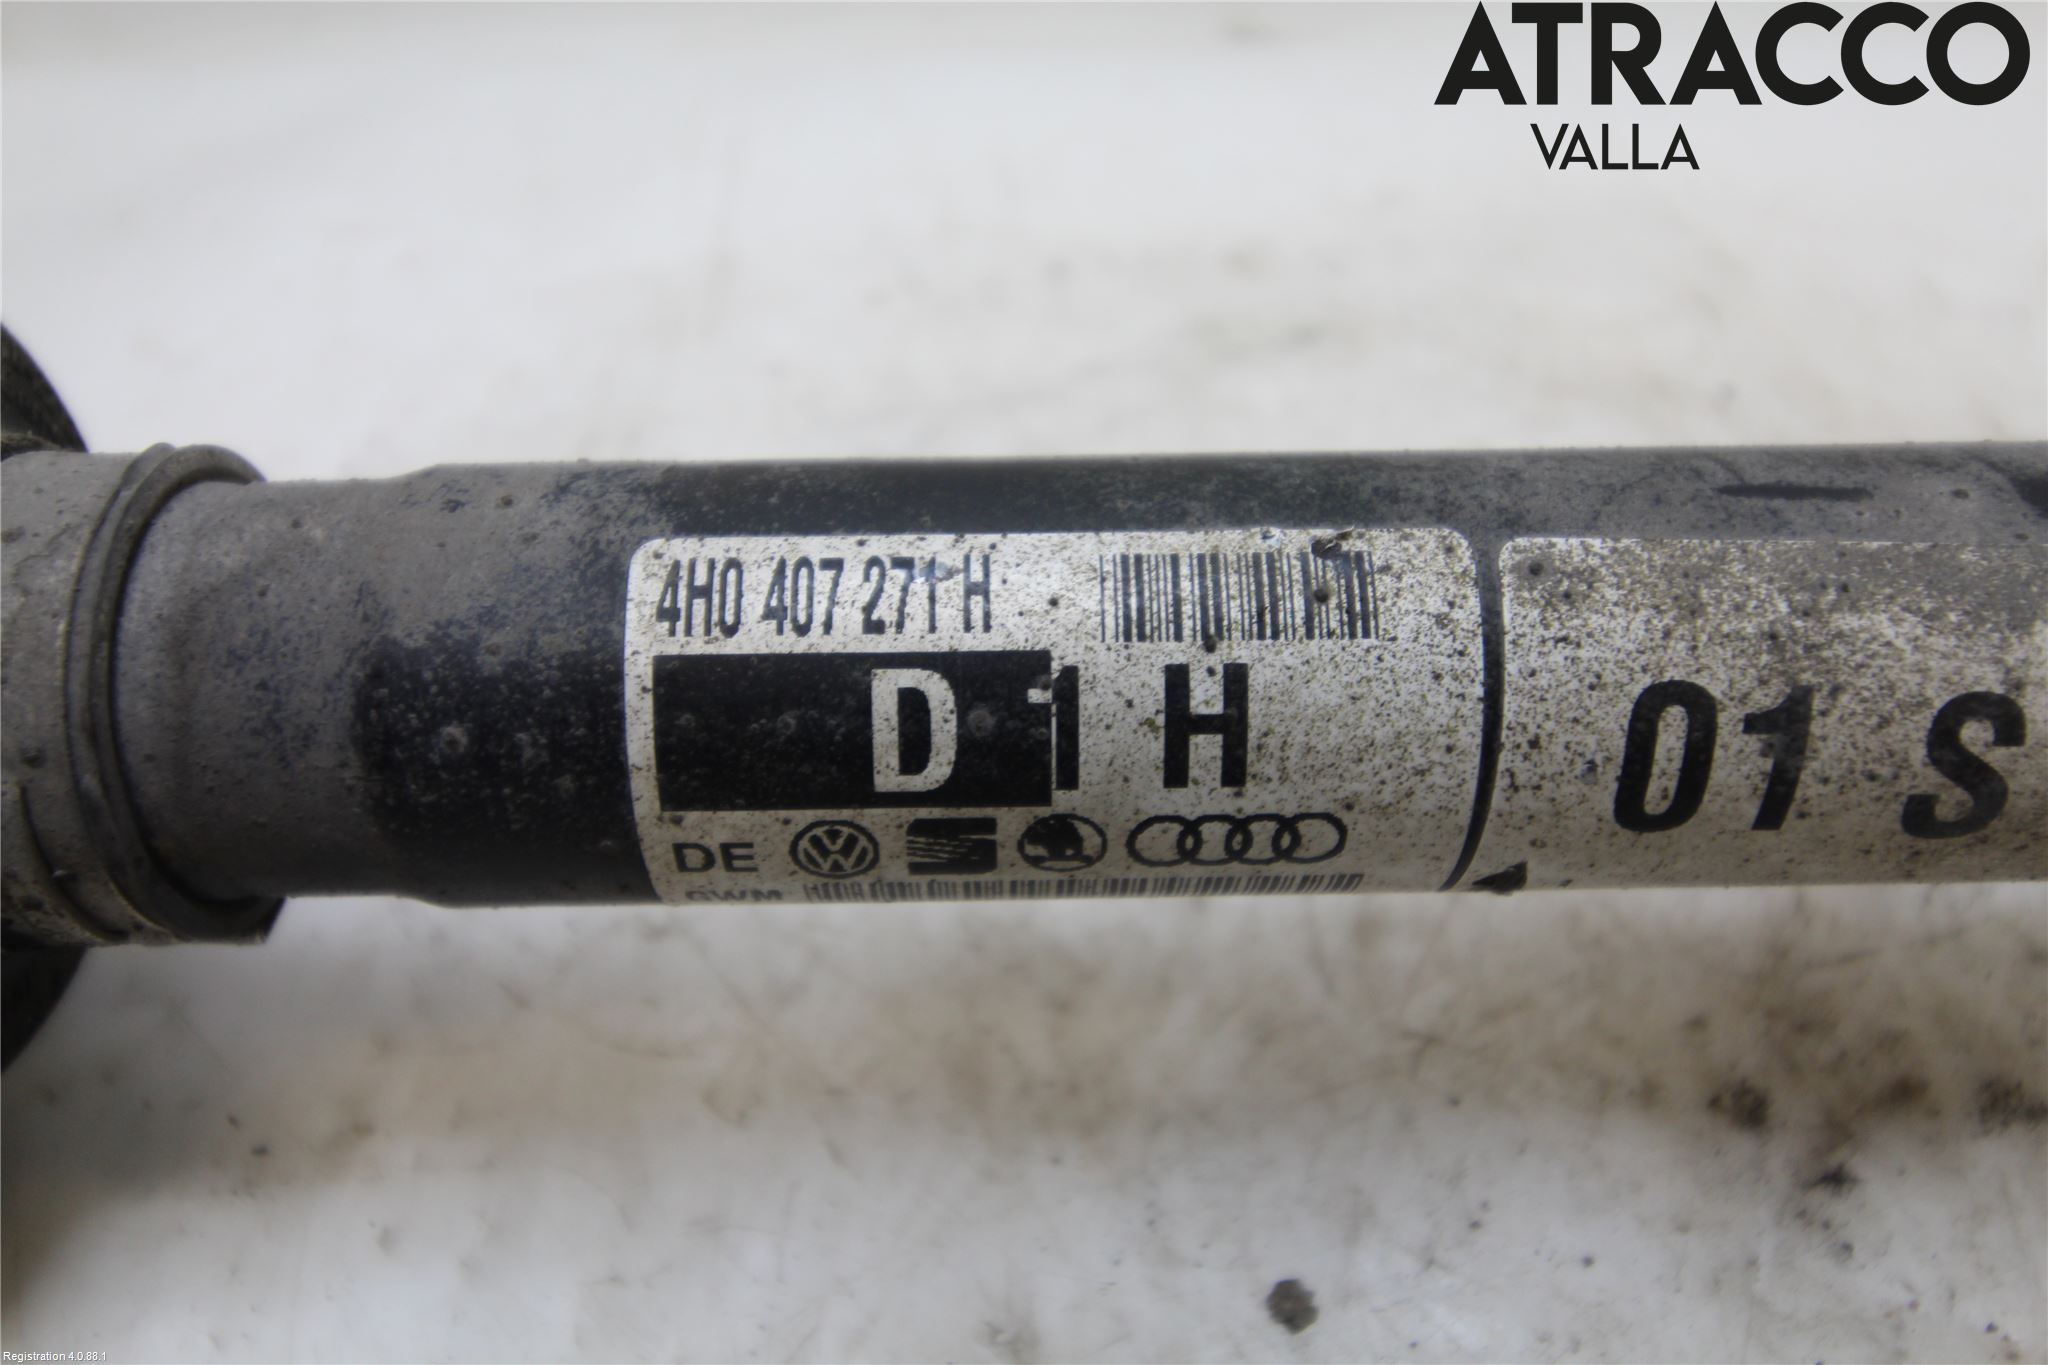 ATRACCO
VALLA
4H0 407 271 H
D 1 H
01 S
DE
GWM
Registration 4.0.88.1